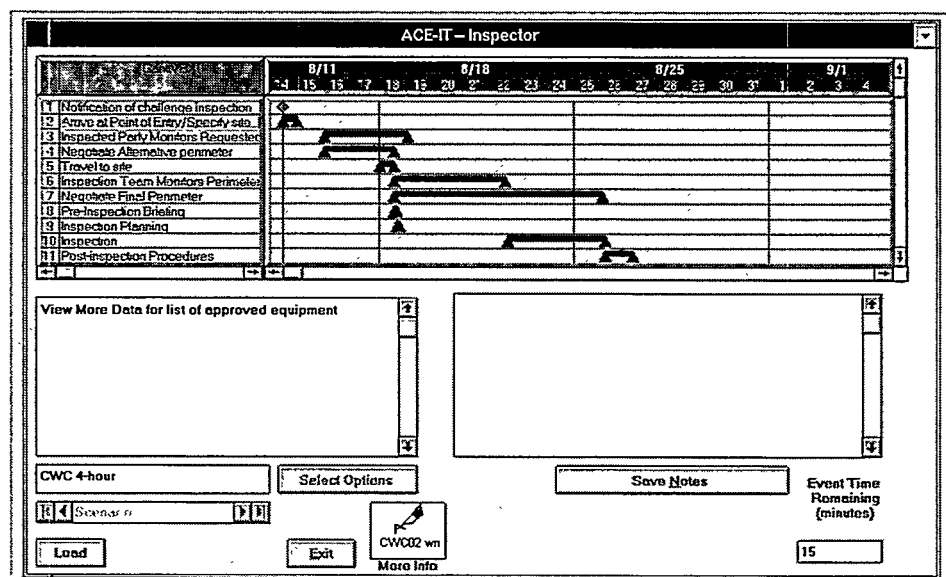 ACE-IT – Inspector
8/11 8/18 8/25 9/1
14 15 16 17 18 19 20 21 22 23 24 25 26 27 28 29 30 31 1 2 3 4
1 Notification of challenge inspection
2 Arrive at Point of Entry/Specify site
3 Inspected Party Monitors Requested
4 Negotiate Alternative perimeter
5 Travel to site
6 Inspection Team Monitors Perimeter
7 Negotiate Final Perimeter
8 Pre-Inspection Briefing
9 Inspection Planning
10 Inspection
11 Post-inspection Procedures
View More Data for list of approved equipment
CWC 4-hour
Select Options
Save Notes
Event Time
Remaining
(minutes)
Scenario
CWC02 wri
Load
Exit
More Info
15